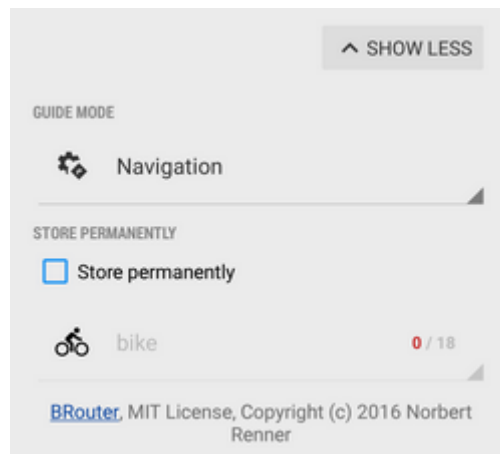 SHOW LESS
GUIDE MODE
Navigation
STORE PERMANENTLY
Store permanently
bike 0 / 18
BRouter, MIT License, Copyright (c) 2016 Norbert
Renner